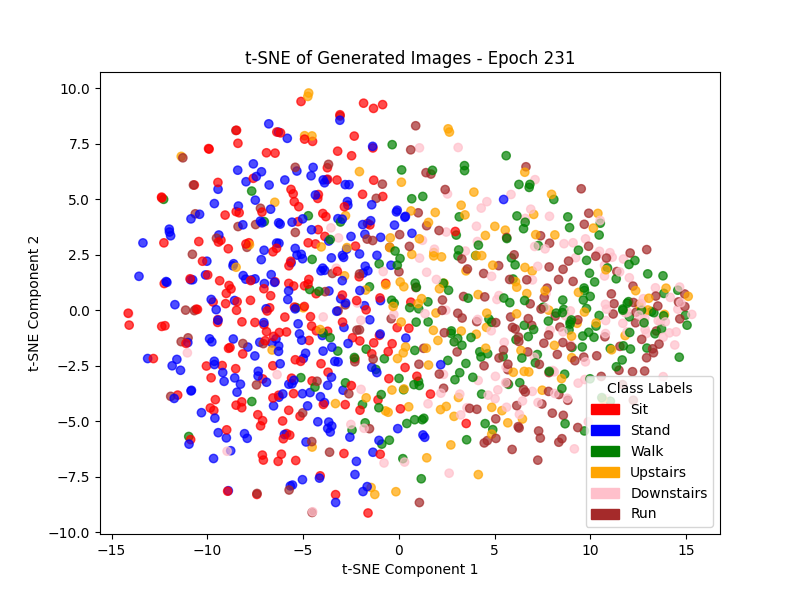 t-SNE of Generated Images - Epoch 231
10.0
7.5
5.0
2.5
0.0
−2.5
−5.0
−7.5
−10.0
t-SNE Component 2
Class Labels
Sit
Stand
Walk
Upstairs
Downstairs
Run
−15 −10 −5 0 5 10 15
t-SNE Component 1